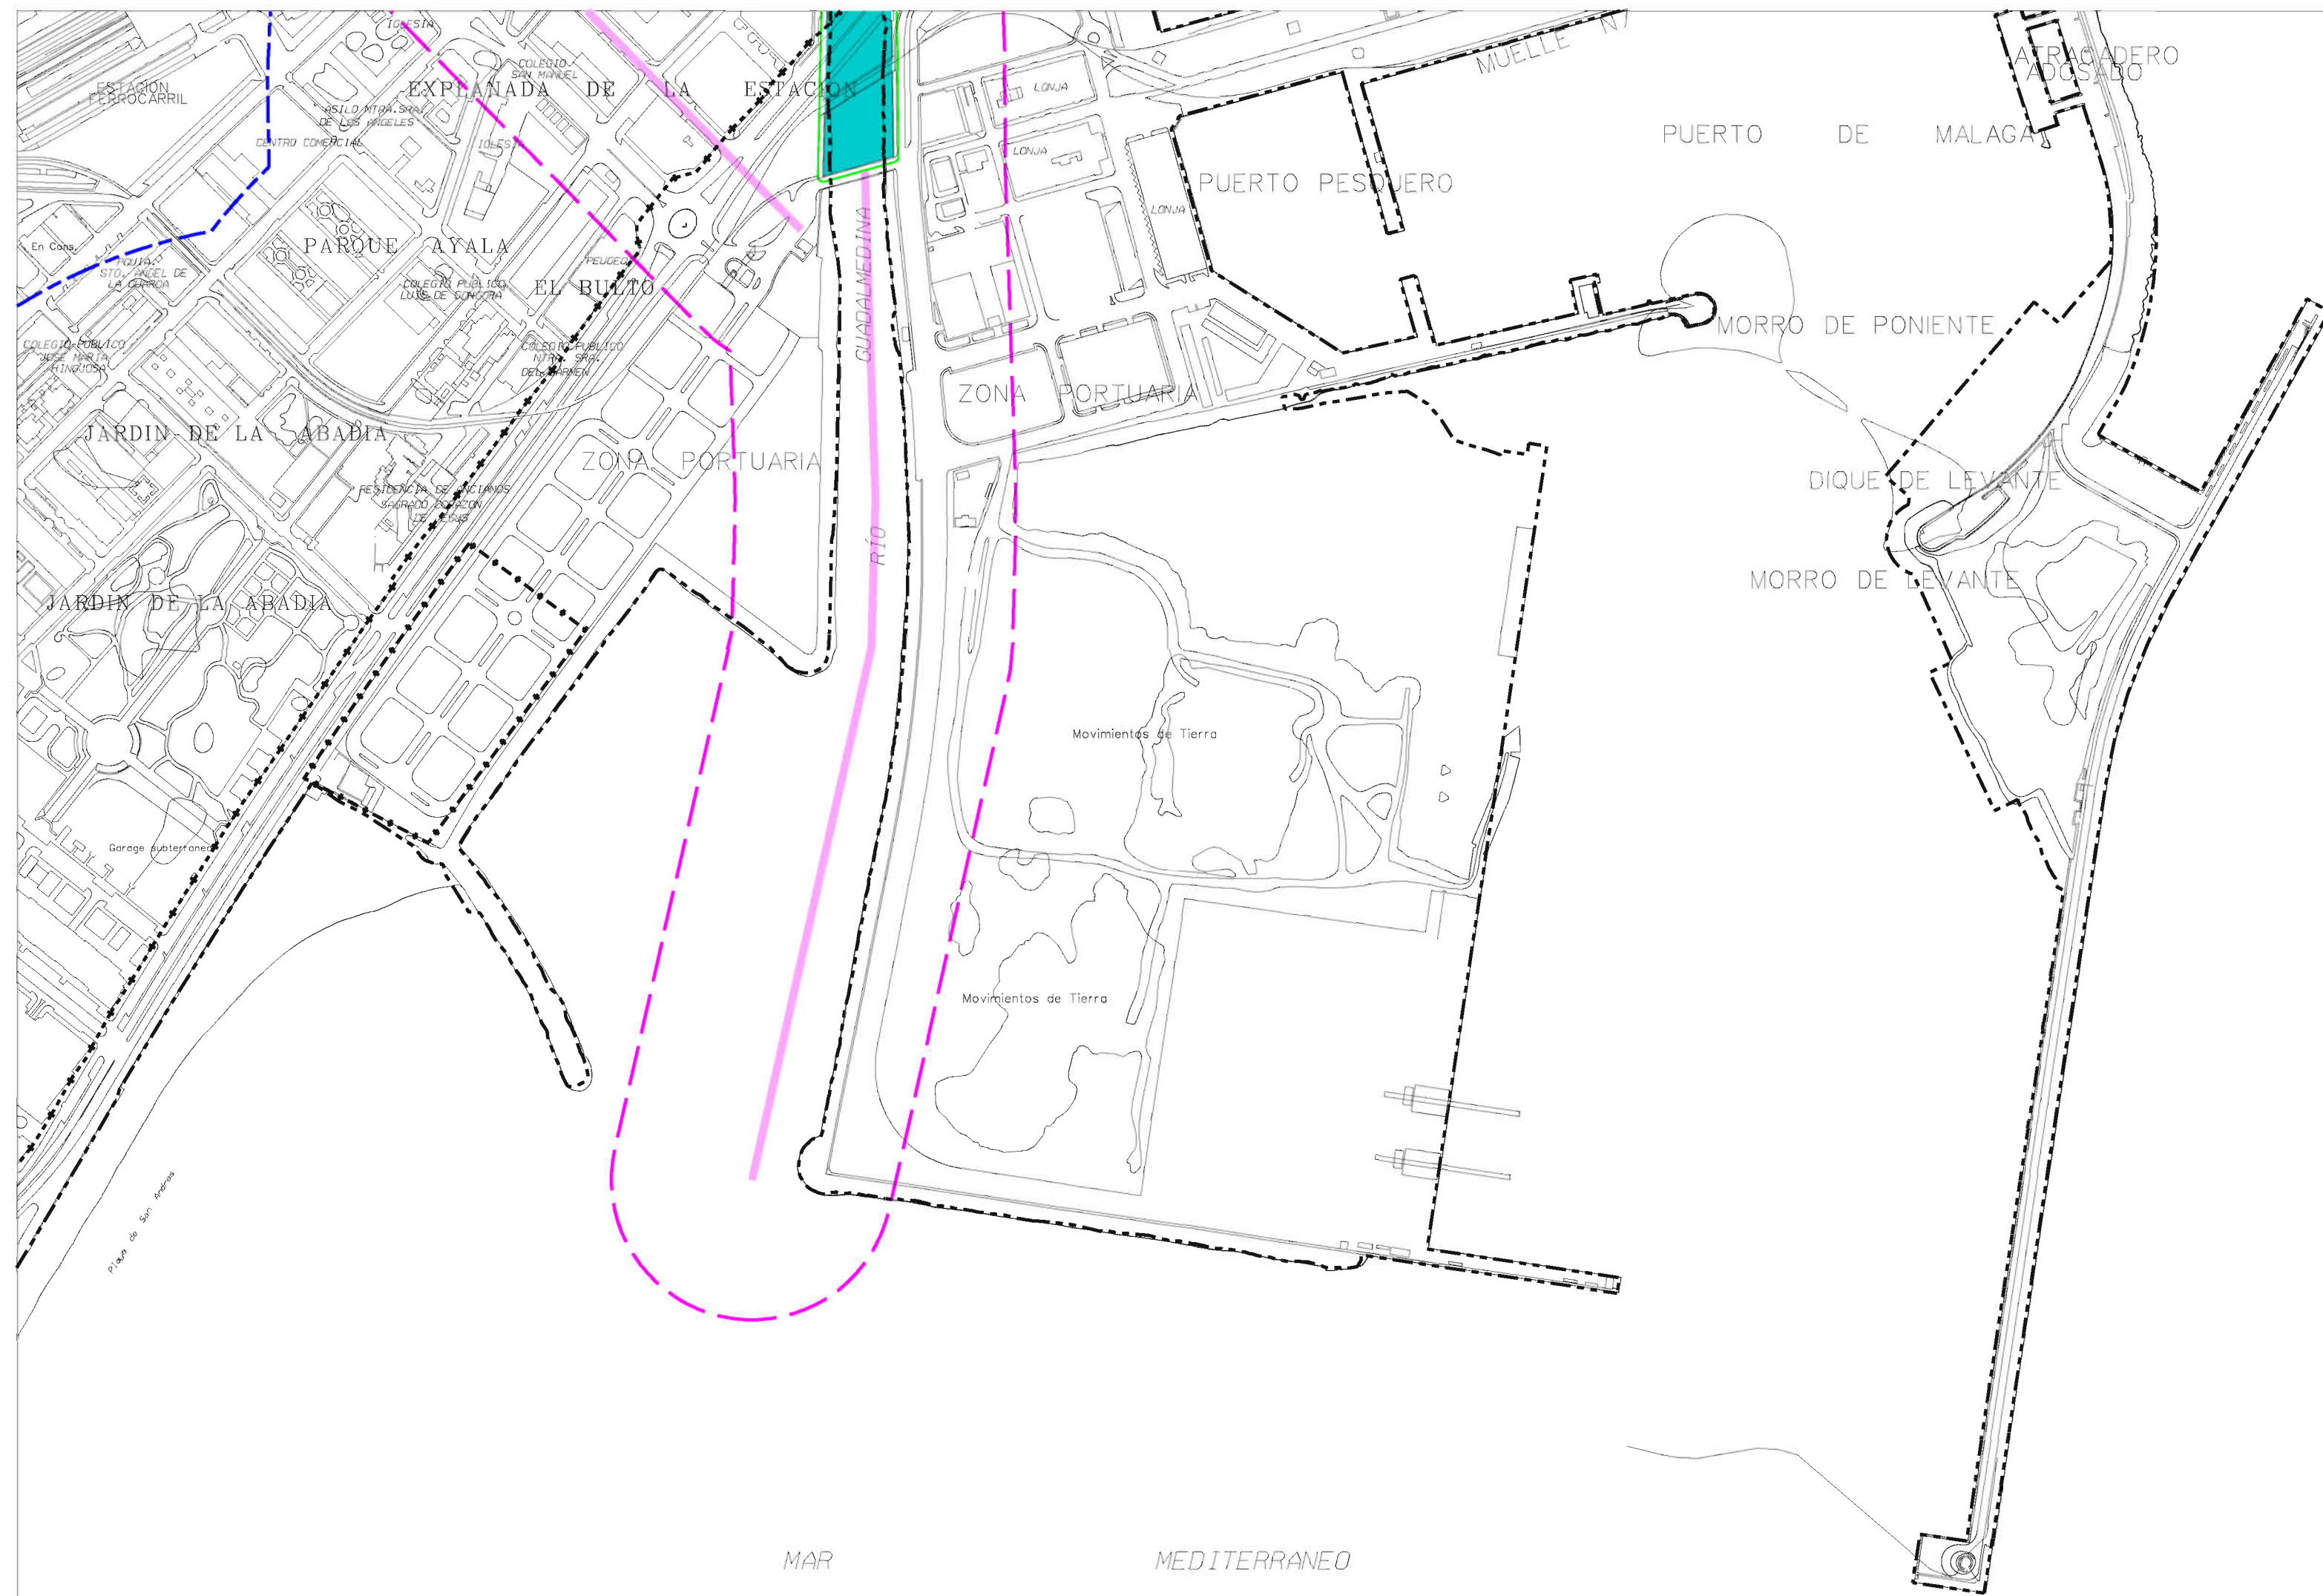 IGLESIA
ESTACION
FERROCARRIL
COLEGIO
SAN MANUEL
EXPLANADA DE LA ESTACION
ASILO NTRA.SRA.
DE LOS ANGELES
CENTRO COMERCIAL
IGLESIA
LONJA
LONJA
LONJA
MUELLE N
ATRACADERO
ADOSADO
PUERTO DE MALAGA
PUERTO PESQUERO
En Cons.
PQUIA.
STO. ANGEL DE
LA GUARDA
PARQUE AYALA
COLEGIO PUBLICO
LUIS DE GONGORA
PEUGEO
EL BULTO
GUADALMEDINA
RÍO
COLEGIO PUBLICO
JOSE MARIA
HINOJOSA
COLEGIO PUBLICO
NTRA. SRA.
DEL CARMEN
MORRO DE PONIENTE
ZONA PORTUARIA
JARDIN DE LA ABADIA
ZONA PORTUARIA
RESIDENCIA DE ANCIANOS
SAGRADO CORAZON
DE JESUS
DIQUE DE LEVANTE
MORRO DE LEVANTE
JARDIN DE LA ABADIA
Movimientos de Tierra
Garage subterraneo
Movimientos de Tierra
Playa de San Andres
MAR MEDITERRANEO